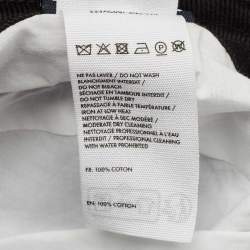 NE PAS LAVER / DO NOT WASH
BLANCHIMENT INTERDIT /
DO NOT BLEACH
SÉCHAGE EN TAMBOUR INTERDIT /
DO NOT TUMBLE DRY
REPASSAGE À FAIBLE TEMPÉRATURE /
IRON AT LOW HEAT
NETTOYAGE À SEC MODÉRÉ /
MODERATE DRY CLEANING
NETTOYAGE PROFESSIONNEL À L'EAU
INTERDIT / PROFESSIONAL CLEANING
WITH WATER PROHIBITED
FR: 100% COTON
EN: 100% COTTON